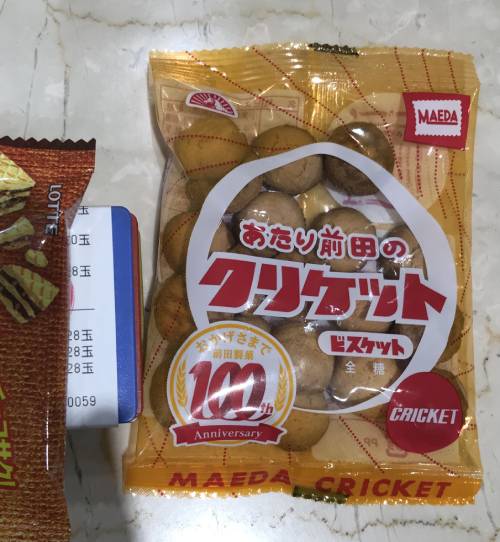 MAEDA
あたり前田の
クリケット
ビスケット
全糖
おかげさまで
前田製菓
100th
Anniversary
CRICKET
MAEDA CRICKET
LOTTE
玉
0玉
8玉
28玉
28玉
28玉
0059